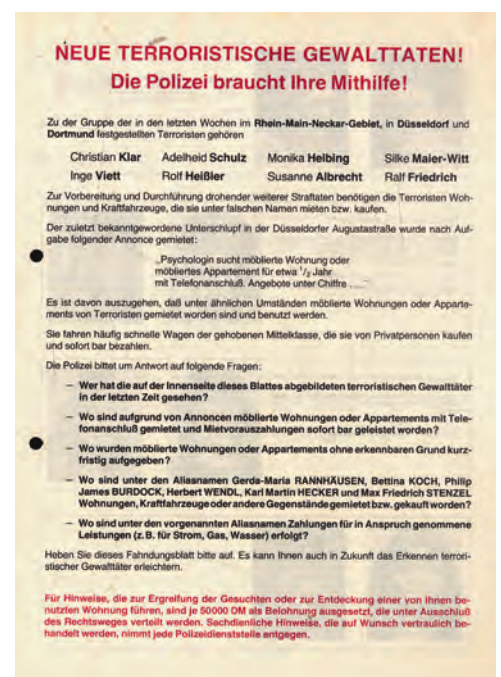 NEUE TERRORISTISCHE GEWALTTATEN!
Die Polizei braucht Ihre Mithilfe!
Zu der Gruppe der in den letzten Wochen im Rhein-Main-Neckar-Gebiet, in Düsseldorf und
Dortmund festgestellten Terroristen gehören
Christian Klar Adelheid Schulz Monika Helbing Silke Maier-Witt
Inge Viett Rolf Heißler Susanne Albrecht Ralf Friedrich
Zur Vorbereitung und Durchführung drohender weiterer Straftaten benötigen die Terroristen Woh-
nungen und Kraftfahrzeuge, die sie unter falschen Namen mieten bzw. kaufen.
Der zuletzt bekanntgewordene Unterschlupf in der Düsseldorfer Augustastraße wurde nach Auf-
gabe folgender Annonce gemietet:
„Psychologin sucht möblierte Wohnung oder
möbliertes Appartement für etwa 1/2 Jahr
mit Telefonanschluß. Angebote unter Chiffre .....
Es ist davon auszugehen, daß unter ähnlichen Umständen möblierte Wohnungen oder Apparte-
ments von Terroristen gemietet worden sind und benutzt werden.
Sie fahren häufig schnelle Wagen der gehobenen Mittelklasse, die sie von Privatpersonen kaufen
und sofort bar bezahlen.
Die Polizei bittet um Antwort auf folgende Fragen:
– Wer hat die auf der Innenseite dieses Blattes abgebildeten terroristischen Gewalttäter
in der letzten Zeit gesehen?
– Wo sind aufgrund von Annoncen möblierte Wohnungen oder Appartements mit Tele-
fonanschluß gemietet und Mietvorauszahlungen sofort bar geleistet worden?
– Wo wurden möblierte Wohnungen oder Appartements ohne erkennbaren Grund kurz-
fristig aufgegeben?
– Wo sind unter den Aliasnamen Gerda-Maria RANNHÄUSEN, Bettina KOCH, Philip
James BURDOCK, Herbert WENDL, Karl Martin HECKER und Max Friedrich STENZEL
Wohnungen, Kraftfahrzeuge oder andere Gegenstände gemietet bzw. gekauft worden?
– Wo sind unter den vorgenannten Aliasnamen Zahlungen für in Anspruch genommene
Leistungen (z. B. für Strom, Gas, Wasser) erfolgt?
Heben Sie dieses Fahndungsblatt bitte auf. Es kann Ihnen auch in Zukunft das Erkennen terrori-
stischer Gewalttäter erleichtern.
Für Hinweise, die zur Ergreifung der Gesuchten oder zur Entdeckung einer von ihnen be-
nutzten Wohnung führen, sind je 50000 DM als Belohnung ausgesetzt, die unter Ausschluß
des Rechtsweges verteilt werden. Sachdienliche Hinweise, die auf Wunsch vertraulich be-
handelt werden, nimmt jede Polizeidienststelle entgegen.